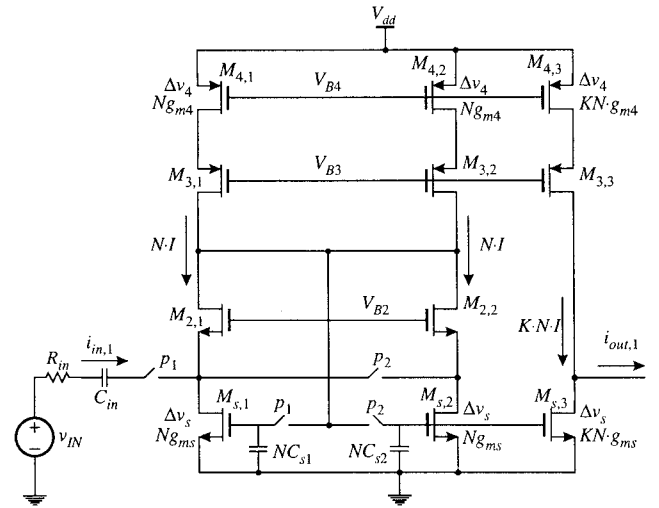 V_dd
M_4,1
M_4,2
M_4,3
Δv_4
V_B4
Δv_4
Δv_4
Ng_m4
Ng_m4
KN·g_m4
M_3,1
V_B3
M_3,2
M_3,3
N·I
N·I
M_2,1
V_B2
M_2,2
K·N·I
i_in,1
i_out,1
R_in
p_1
p_2
C_in
M_s,1
M_s,2
M_s,3
Δv_s
p_1
p_2
Δv_s
Δv_s
v_IN
Ng_ms
NC_s1
NC_s2
Ng_ms
KN·g_ms